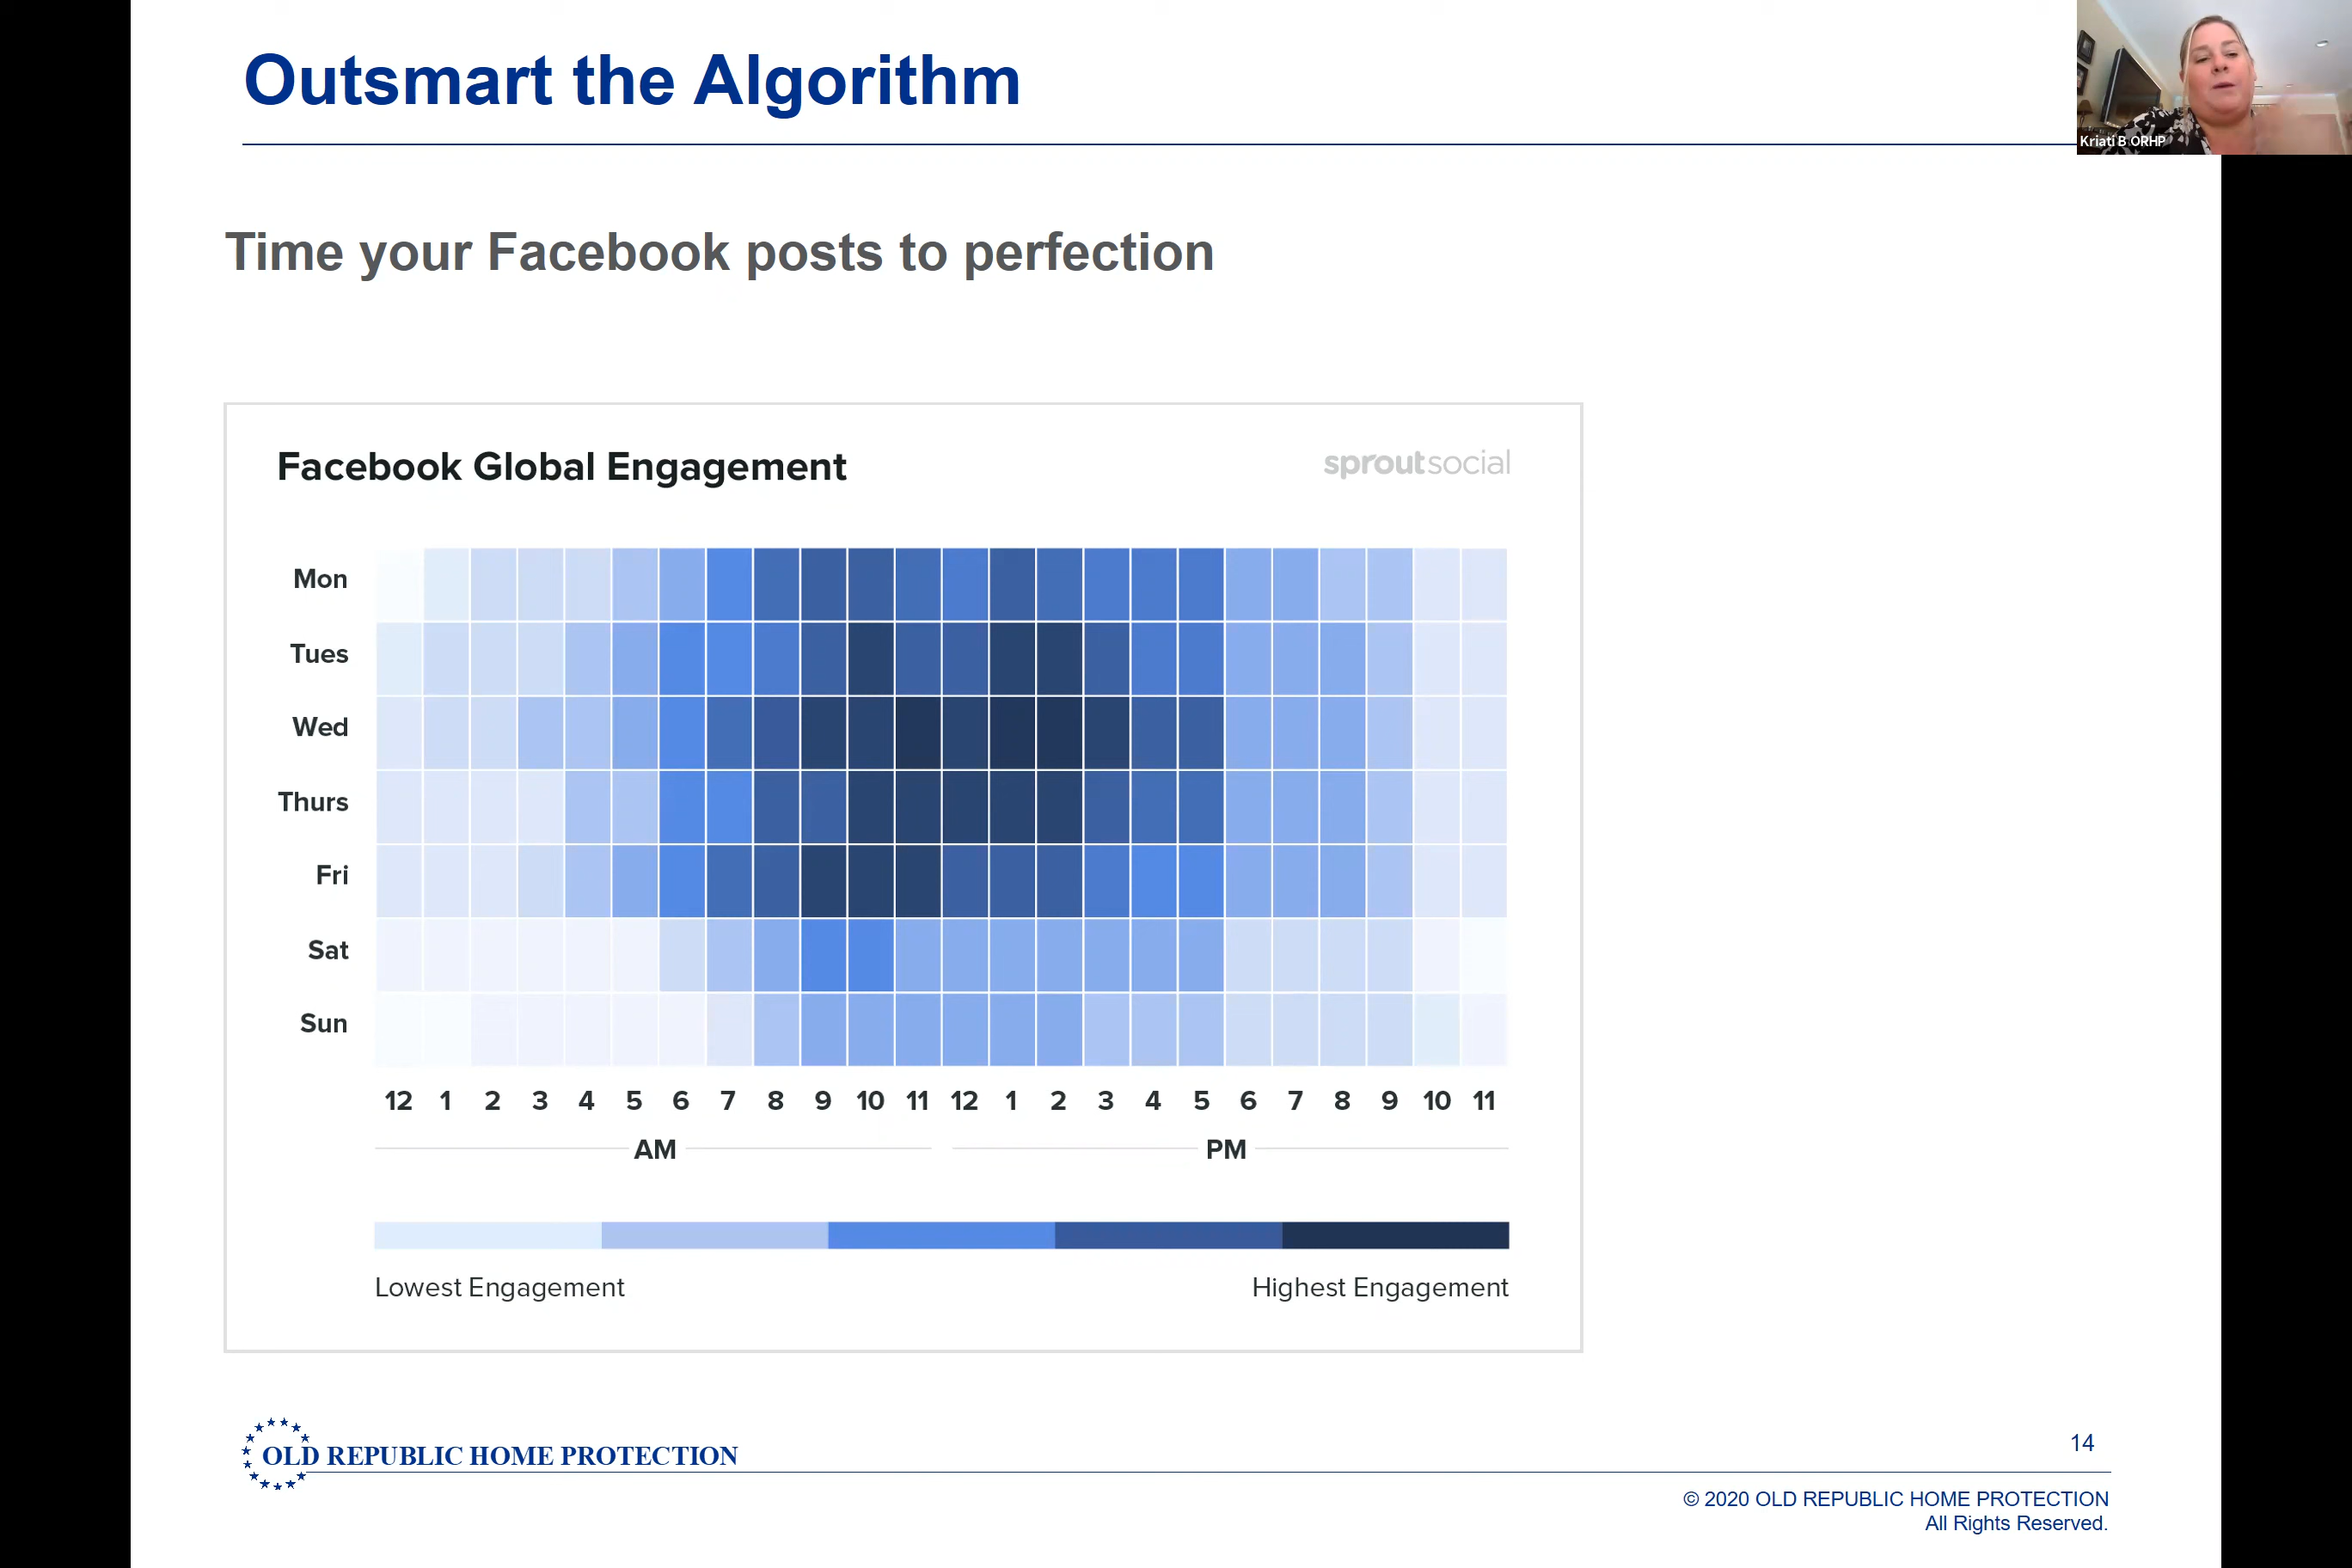 Outsmart the Algorithm
Kriati B ORHP
Time your Facebook posts to perfection
Facebook Global Engagement
sproutsocial
Mon
Tues
Wed
Thurs
Fri
Sat
Sun
12 1 2 3 4 5 6 7 8 9 10 11 12 1 2 3 4 5 6 7 8 9 10 11
AM PM
Lowest Engagement Highest Engagement
OLD REPUBLIC HOME PROTECTION
14
© 2020 OLD REPUBLIC HOME PROTECTION
All Rights Reserved.